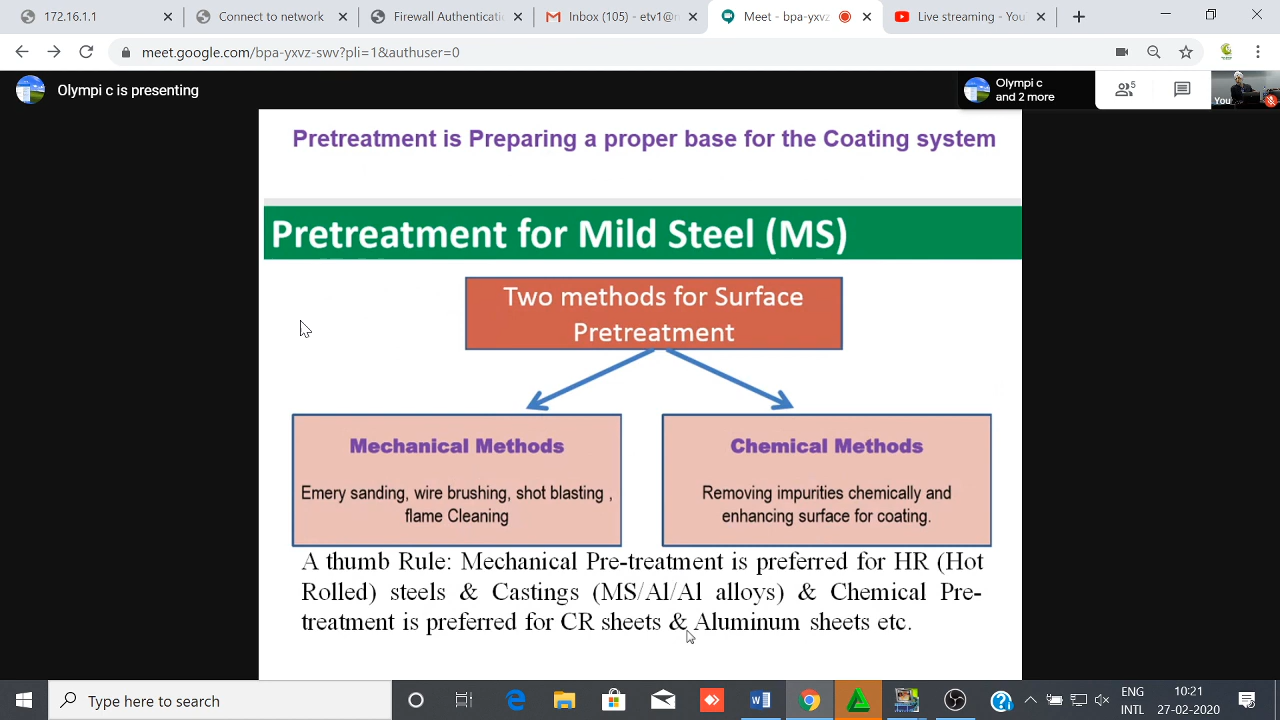 172.16.1.1
Connect to network
Firewall Authenticati
Inbox (105) - etv1@n
Meet - bpa-yxvz
Live streaming - You
meet.google.com/bpa-yxvz-swv?pli=1&authuser=0
Olympi c is presenting
Olympi c
and 2 more
5
You
Pretreatment is Preparing a proper base for the Coating system
Pretreatment for Mild Steel (MS)
Two methods for Surface
Pretreatment
Mechanical Methods
Emery sanding, wire brushing, shot blasting ,
flame Cleaning
Chemical Methods
Removing impurities chemically and
enhancing surface for coating.
A thumb Rule: Mechanical Pre-treatment is preferred for HR (Hot
Rolled) steels & Castings (MS/Al/Al alloys) & Chemical Pre-
treatment is preferred for CR sheets & Aluminum sheets etc.
Type here to search
ENG
INTL
10:21
27-02-2020